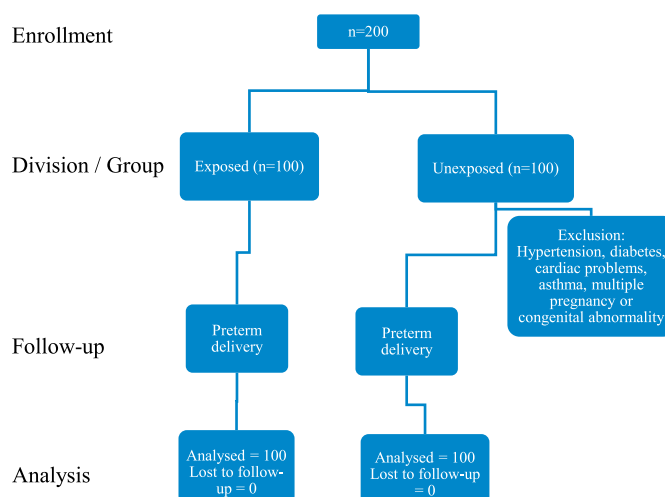 Enrollment
n=200
Division / Group
Exposed (n=100)
Unexposed (n=100)
Exclusion:
Hypertension, diabetes,
cardiac problems,
asthma, multiple
pregnancy or
congenital abnormality
Follow-up
Preterm
delivery
Preterm
delivery
Analysis
Analysed = 100
Lost to follow-
up = 0
Analysed = 100
Lost to follow-up
= 0